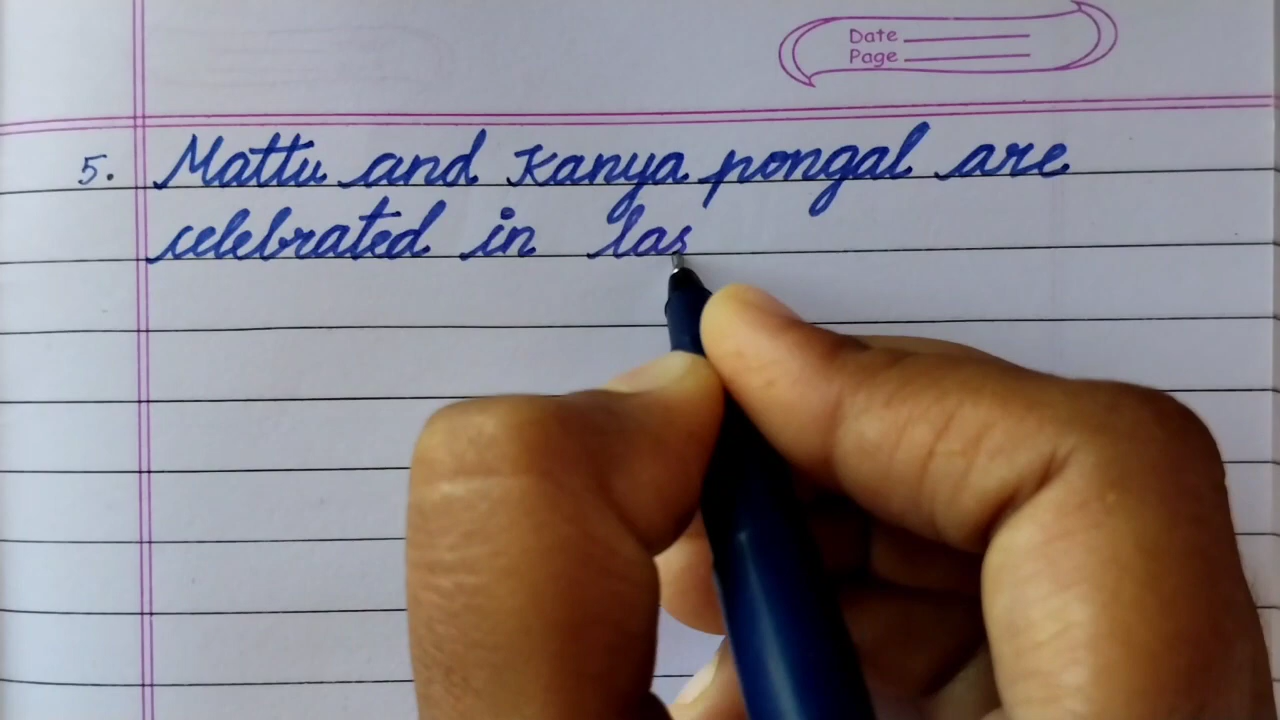 Date
Page
5. Mattu and Kanya pongal are
celebrated in las